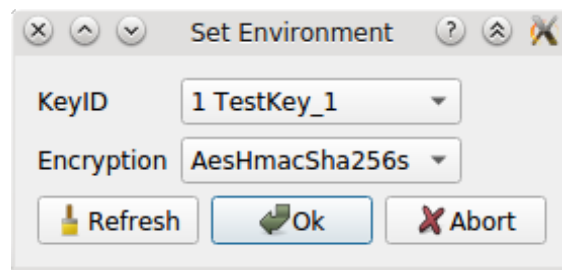 Set Environment ?
KeyID 1 TestKey_1
Encryption AesHmacSha256s
Refresh Ok Abort